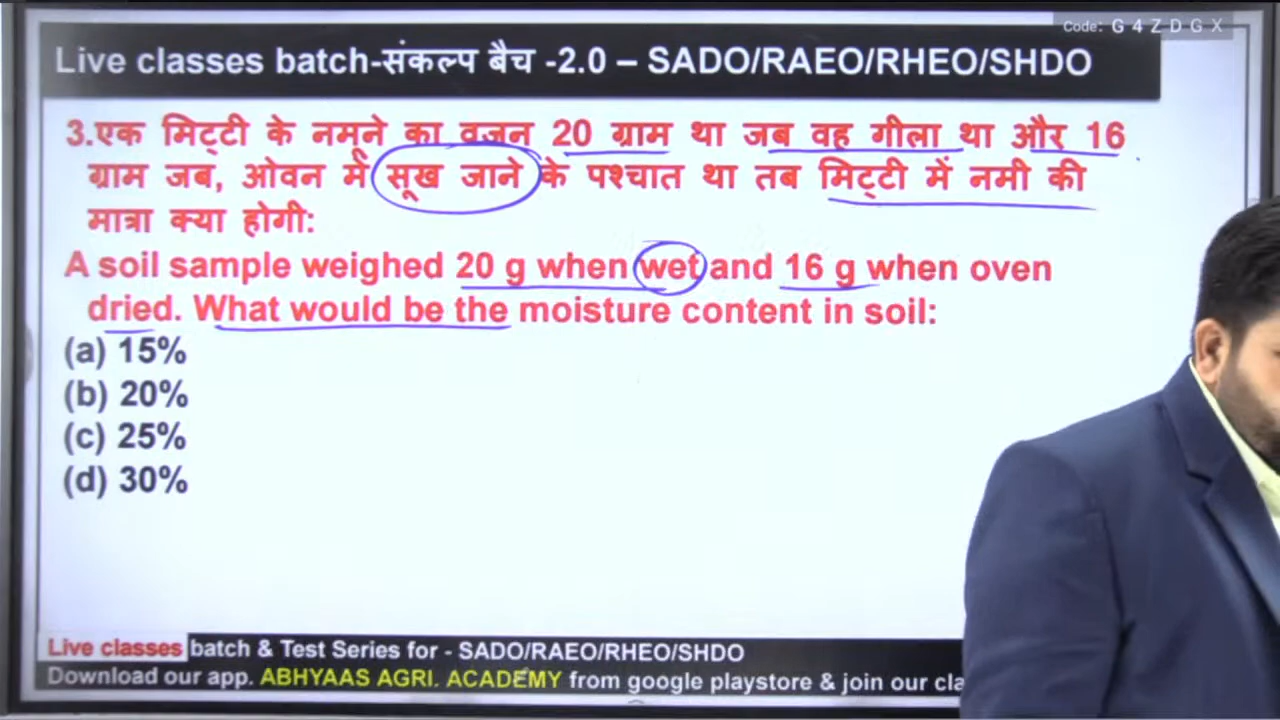 Code: G 4 Z D G X
Live classes batch-संकल्प बैच -2.0 – SADO/RAEO/RHEO/SHDO
3.एक मिट्टी के नमूने का वजन 20 ग्राम था जब वह गीला था और 16
ग्राम जब, ओवन में सूख जाने के पश्चात था तब मिट्टी में नमी की
मात्रा क्या होगी:
A soil sample weighed 20 g when wet and 16 g when oven
dried. What would be the moisture content in soil:
(a) 15%
(b) 20%
(c) 25%
(d) 30%
Live classes batch & Test Series for - SADO/RAEO/RHEO/SHDO
Download our app. ABHYAAS AGRI. ACADEMY from google playstore & join our cla